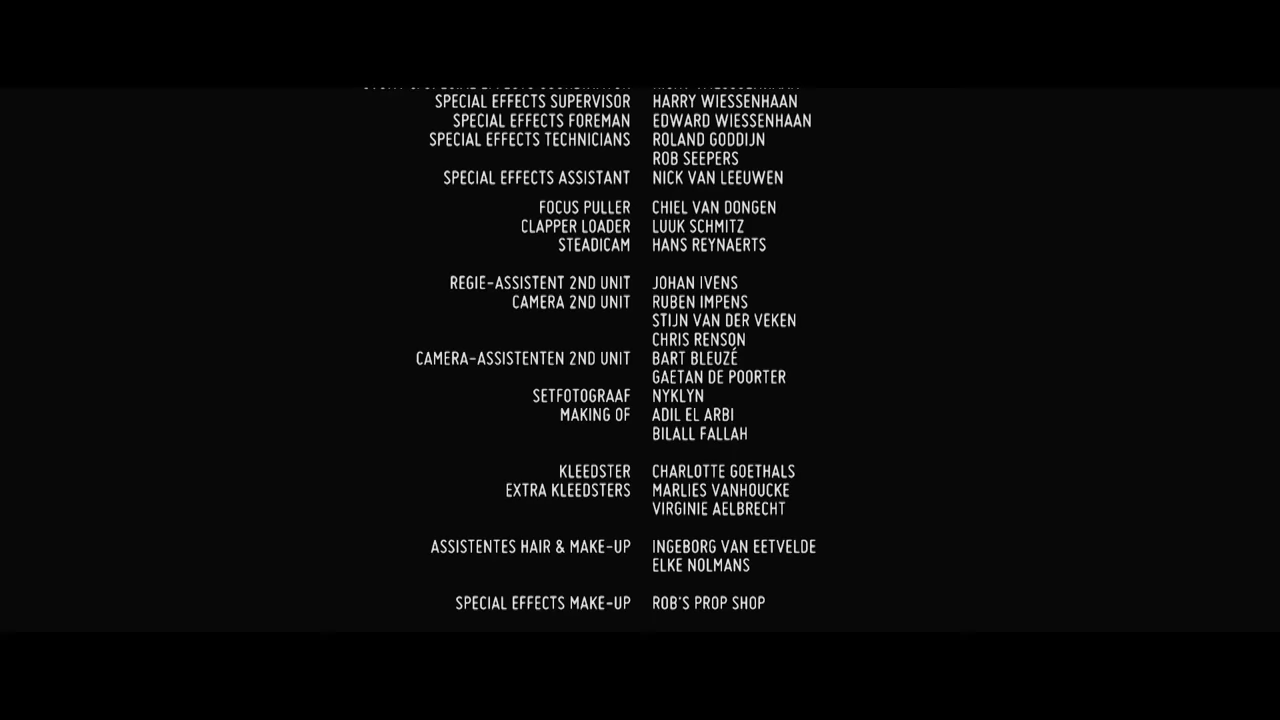 SPECIAL EFFECTS SUPERVISOR HARRY WIESSENHAAN
SPECIAL EFFECTS FOREMAN EDWARD WIESSENHAAN
SPECIAL EFFECTS TECHNICIANS ROLAND GODDIJN
ROB SEEPERS
SPECIAL EFFECTS ASSISTANT NICK VAN LEEUWEN
FOCUS PULLER CHIEL VAN DONGEN
CLAPPER LOADER LUUK SCHMITZ
STEADICAM HANS REYNAERTS
REGIE-ASSISTENT 2ND UNIT JOHAN IVENS
CAMERA 2ND UNIT RUBEN IMPENS
STIJN VAN DER VEKEN
CHRIS RENSON
CAMERA-ASSISTENTEN 2ND UNIT BART BLEUZÉ
GAETAN DE POORTER
SETFOTOGRAAF NYKLYN
MAKING OF ADIL EL ARBI
BILALL FALLAH
KLEEDSTER CHARLOTTE GOETHALS
EXTRA KLEEDSTERS MARLIES VANHOUCKE
VIRGINIE AELBRECHT
ASSISTENTES HAIR & MAKE-UP INGEBORG VAN EETVELDE
ELKE NOLMANS
SPECIAL EFFECTS MAKE-UP ROB'S PROP SHOP